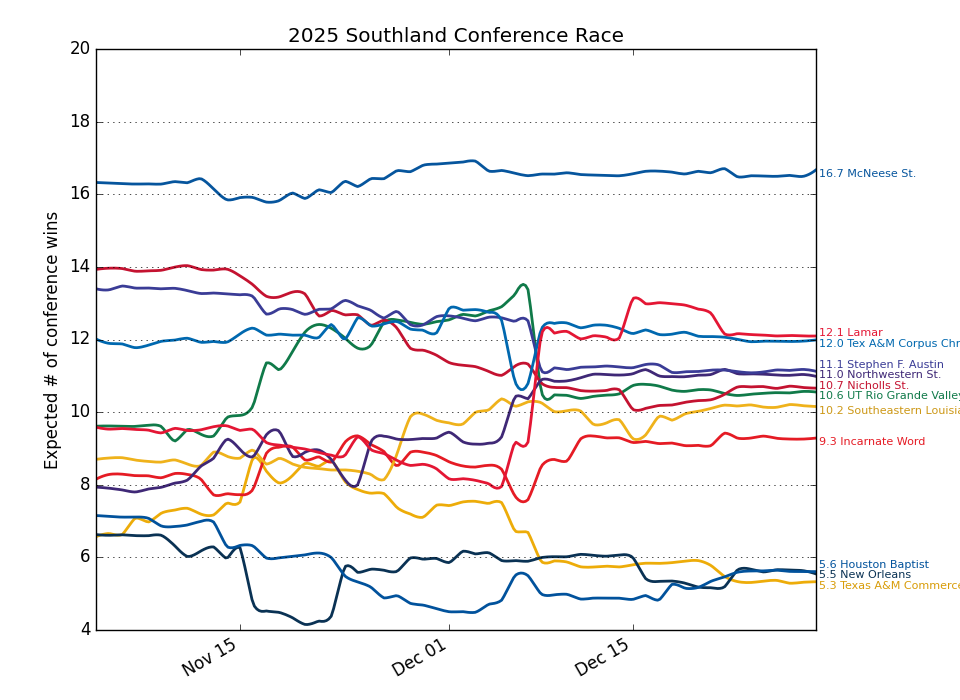 2025 Southland Conference Race
Expected # of conference wins
20
18
16
14
12
10
8
6
4
Nov 15
Dec 01
Dec 15
16.7 McNeese St.
12.1 Lamar
12.0 Tex A&M Corpus Chr
11.1 Stephen F. Austin
11.0 Northwestern St.
10.7 Nicholls St.
10.6 UT Rio Grande Valley
10.2 Southeastern Louisia
9.3 Incarnate Word
5.6 Houston Baptist
5.5 New Orleans
5.3 Texas A&M Commerce